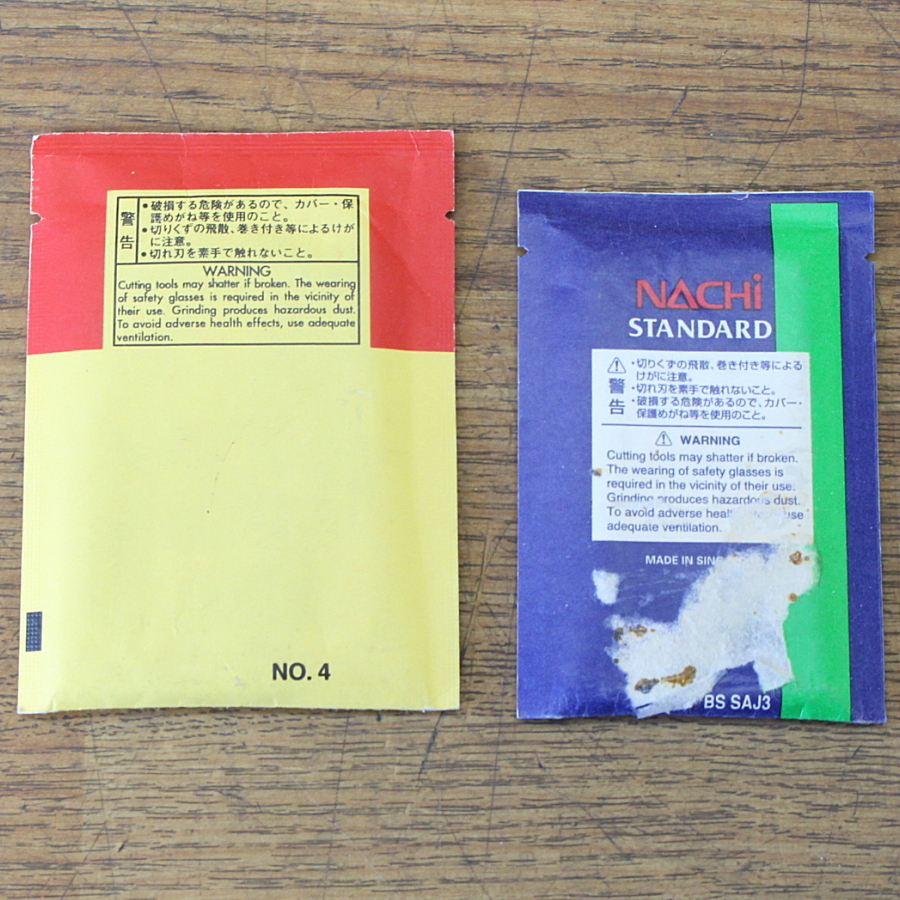 警告
・破損する危険があるので、カバー・保
護めがね等を使用のこと。
・切りくずの飛散、巻き付き等によるけが
に注意。
・切れ刃を素手で触れないこと。
WARNING
Cutting tools may shatter if broken. The wearing
of safety glasses is required in the vicinity of
their use. Grinding produces hazardous dust.
To avoid adverse health effects, use adequate
ventilation.
NO. 4
NACHi
STANDARD
警告
・切りくずの飛散、巻き付き等による
けがに注意。
・切れ刃を素手で触れないこと。
・破損する危険があるので、カバー・
保護めがね等を使用のこと。
WARNING
Cutting tools may shatter if broken.
The wearing of safety glasses is
required in the vicinity of their use.
Grinding produces hazardous dust.
To avoid adverse use
adequate ventilation.
MADE IN
BS SAJ3